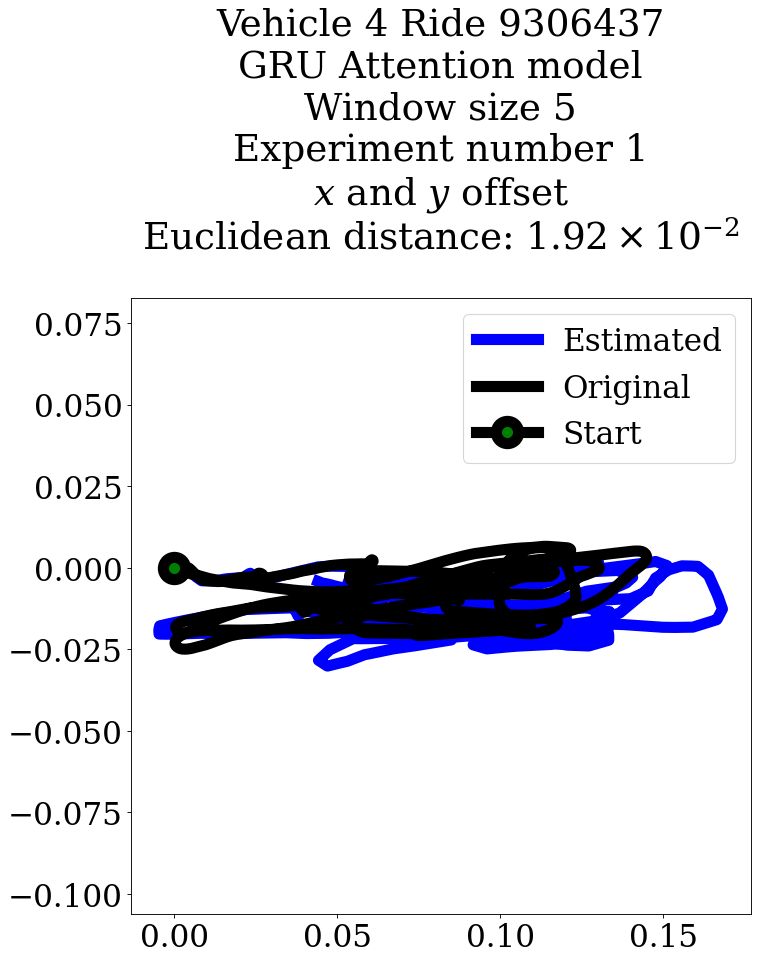 Vehicle 4 Ride 9306437
GRU Attention model
Window size 5
Experiment number 1
x and y offset
Euclidean distance: 1.92 × 10⁻²
Estimated
Original
Start
0.075
0.050
0.025
0.000
−0.025
−0.050
−0.075
−0.100
0.00 0.05 0.10 0.15